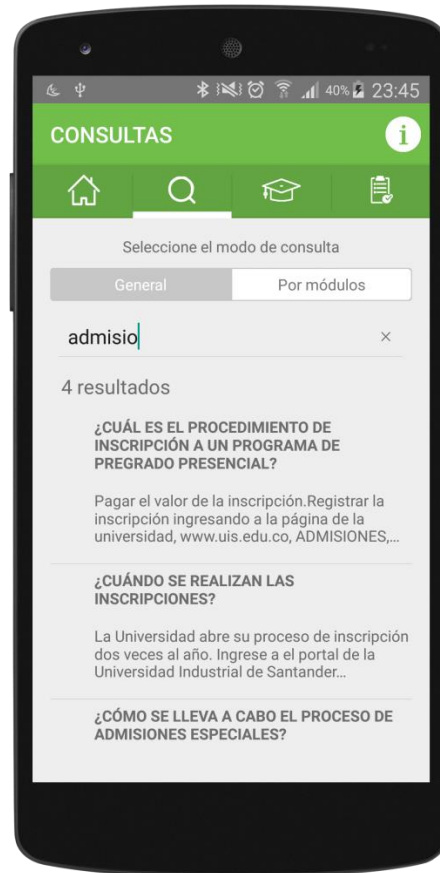 40% 23:45
CONSULTAS
i
Seleccione el modo de consulta
General
Por módulos
admisio
×
4 resultados
¿CUÁL ES EL PROCEDIMIENTO DE
INSCRIPCIÓN A UN PROGRAMA DE
PREGRADO PRESENCIAL?
Pagar el valor de la inscripción.Registrar la
inscripción ingresando a la página de la
universidad, www.uis.edu.co, ADMISIONES,...
¿CUÁNDO SE REALIZAN LAS
INSCRIPCIONES?
La Universidad abre su proceso de inscripción
dos veces al año. Ingrese a el portal de la
Universidad Industrial de Santander...
¿CÓMO SE LLEVA A CABO EL PROCESO DE
ADMISIONES ESPECIALES?